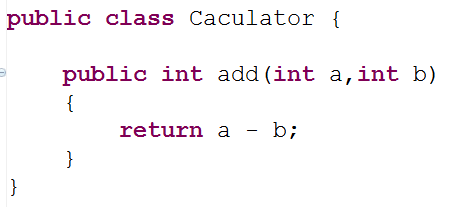 public class Caculator {
public int add(int a,int b)
{
return a - b;
}
}